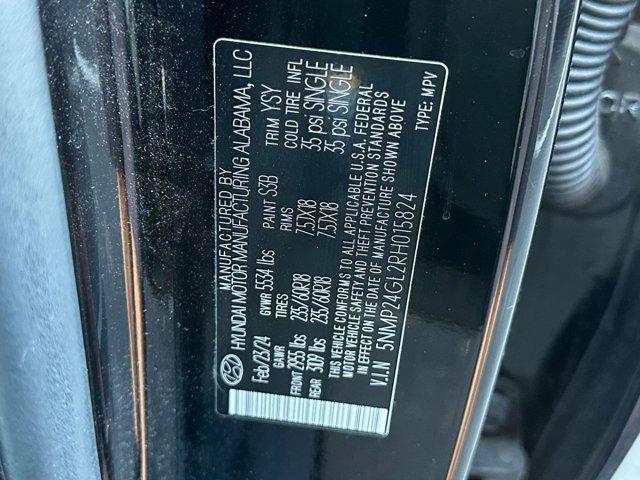 MANUFACTURED BY
HYUNDAI MOTOR MANUFACTURING ALABAMA, LLC
Feb/23/24 GVWR 5534 lbs PAINT S3B TRIM YSY
GAWR TIRES RIMS COLD TIRE INFL
FRONT 2955 lbs 235/60R18 7.5JX18 35 psi SINGLE
REAR 3091 lbs 235/60R18 7.5JX18 35 psi SINGLE
THIS VEHICLE CONFORMS TO ALL APPLICABLE U.S.A. FEDERAL
MOTOR VEHICLE SAFETY AND THEFT PREVENTION STANDARDS
IN EFFECT ON THE DATE OF MANUFACTURE SHOWN ABOVE
V.I.N 5NMP24GL2RH015824 TYPE: MPV